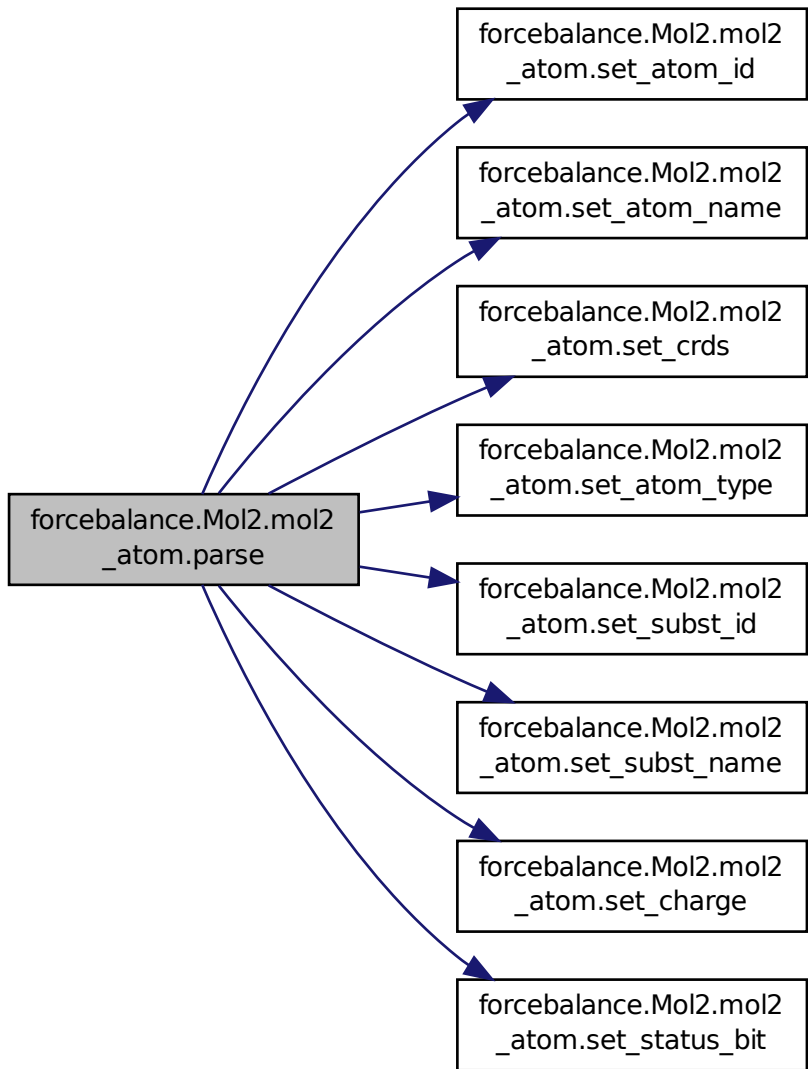 forcebalance.Mol2.mol2
_atom.set_atom_id
forcebalance.Mol2.mol2
_atom.set_atom_name
forcebalance.Mol2.mol2
_atom.set_crds
forcebalance.Mol2.mol2
_atom.set_atom_type
forcebalance.Mol2.mol2
_atom.parse
forcebalance.Mol2.mol2
_atom.set_subst_id
forcebalance.Mol2.mol2
_atom.set_subst_name
forcebalance.Mol2.mol2
_atom.set_charge
forcebalance.Mol2.mol2
_atom.set_status_bit